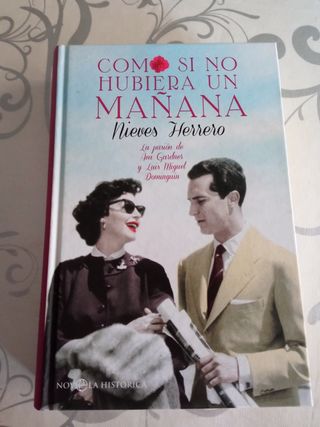 COMO SI NO
HUBIERA UN
MAÑANA
Nieves Herrero
La pasión de
Ava Gardner
y Luis Miguel
Dominguín
NOVELA HISTÓRICA